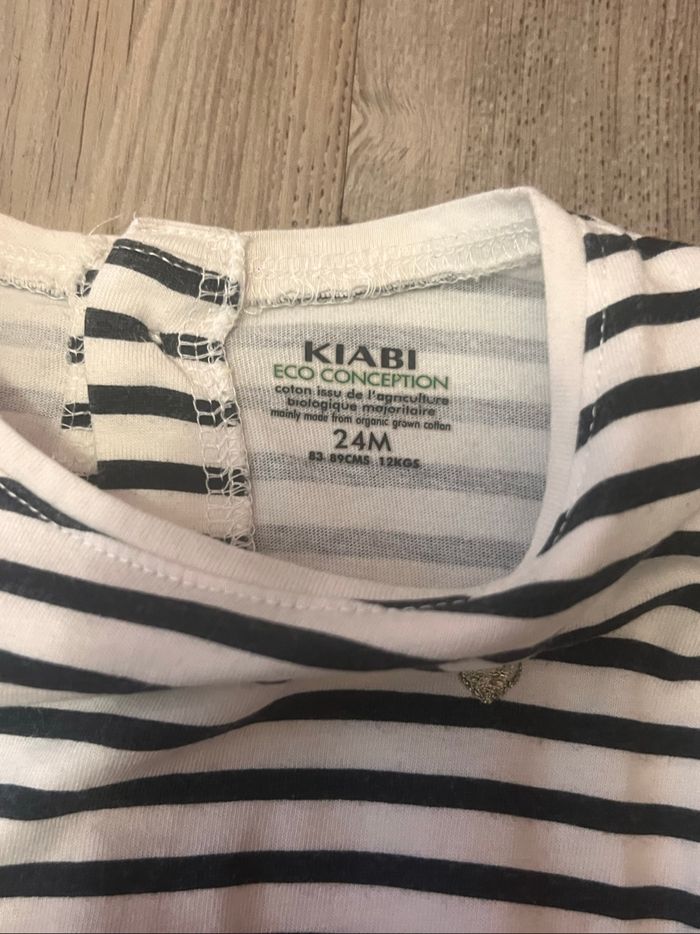 KIABI
ECO CONCEPTION
coton issu de l'agriculture
biologique majoritaire
mainly made from organic grown cotton
24M
83 89CMS 12KGS